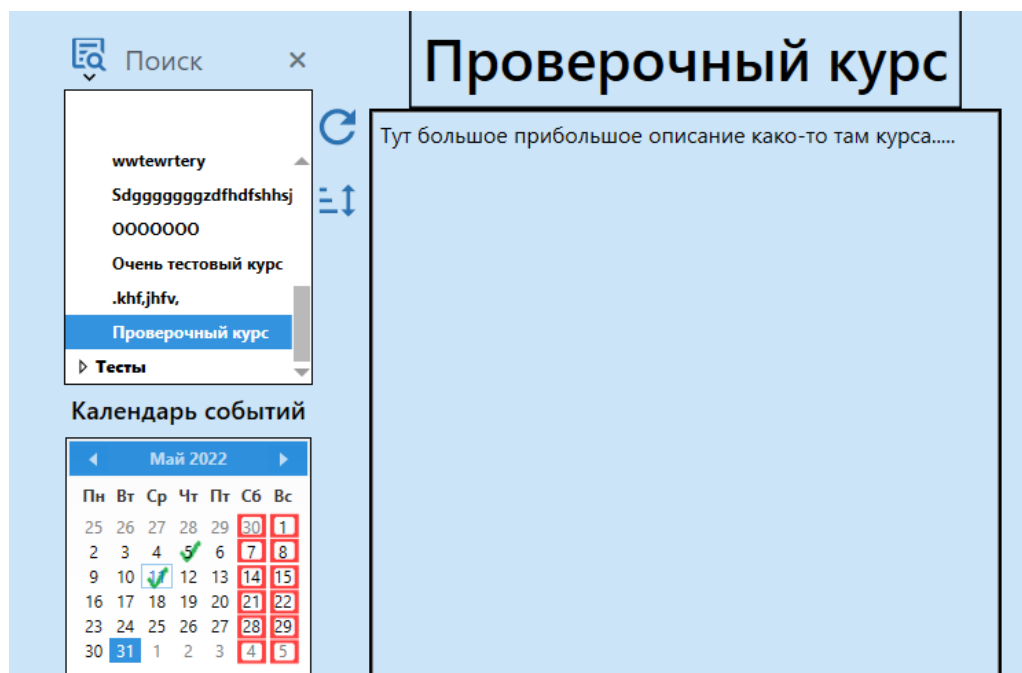 Поиск
Проверочный курс
Тут большое прибольшое описание како-то там курса.....
wwtewrtery
Sdgggggggzdfhdfshhsj
ООООООО
Очень тестовый курс
.khf,jhfv,
Проверочный курс
Тесты
Календарь событий
Май 2022
Пн Вт Ср Чт Пт Сб Вс
25 26 27 28 29 30 1
2 3 4 5 6 7 8
9 10 11 12 13 14 15
16 17 18 19 20 21 22
23 24 25 26 27 28 29
30 31 1 2 3 4 5